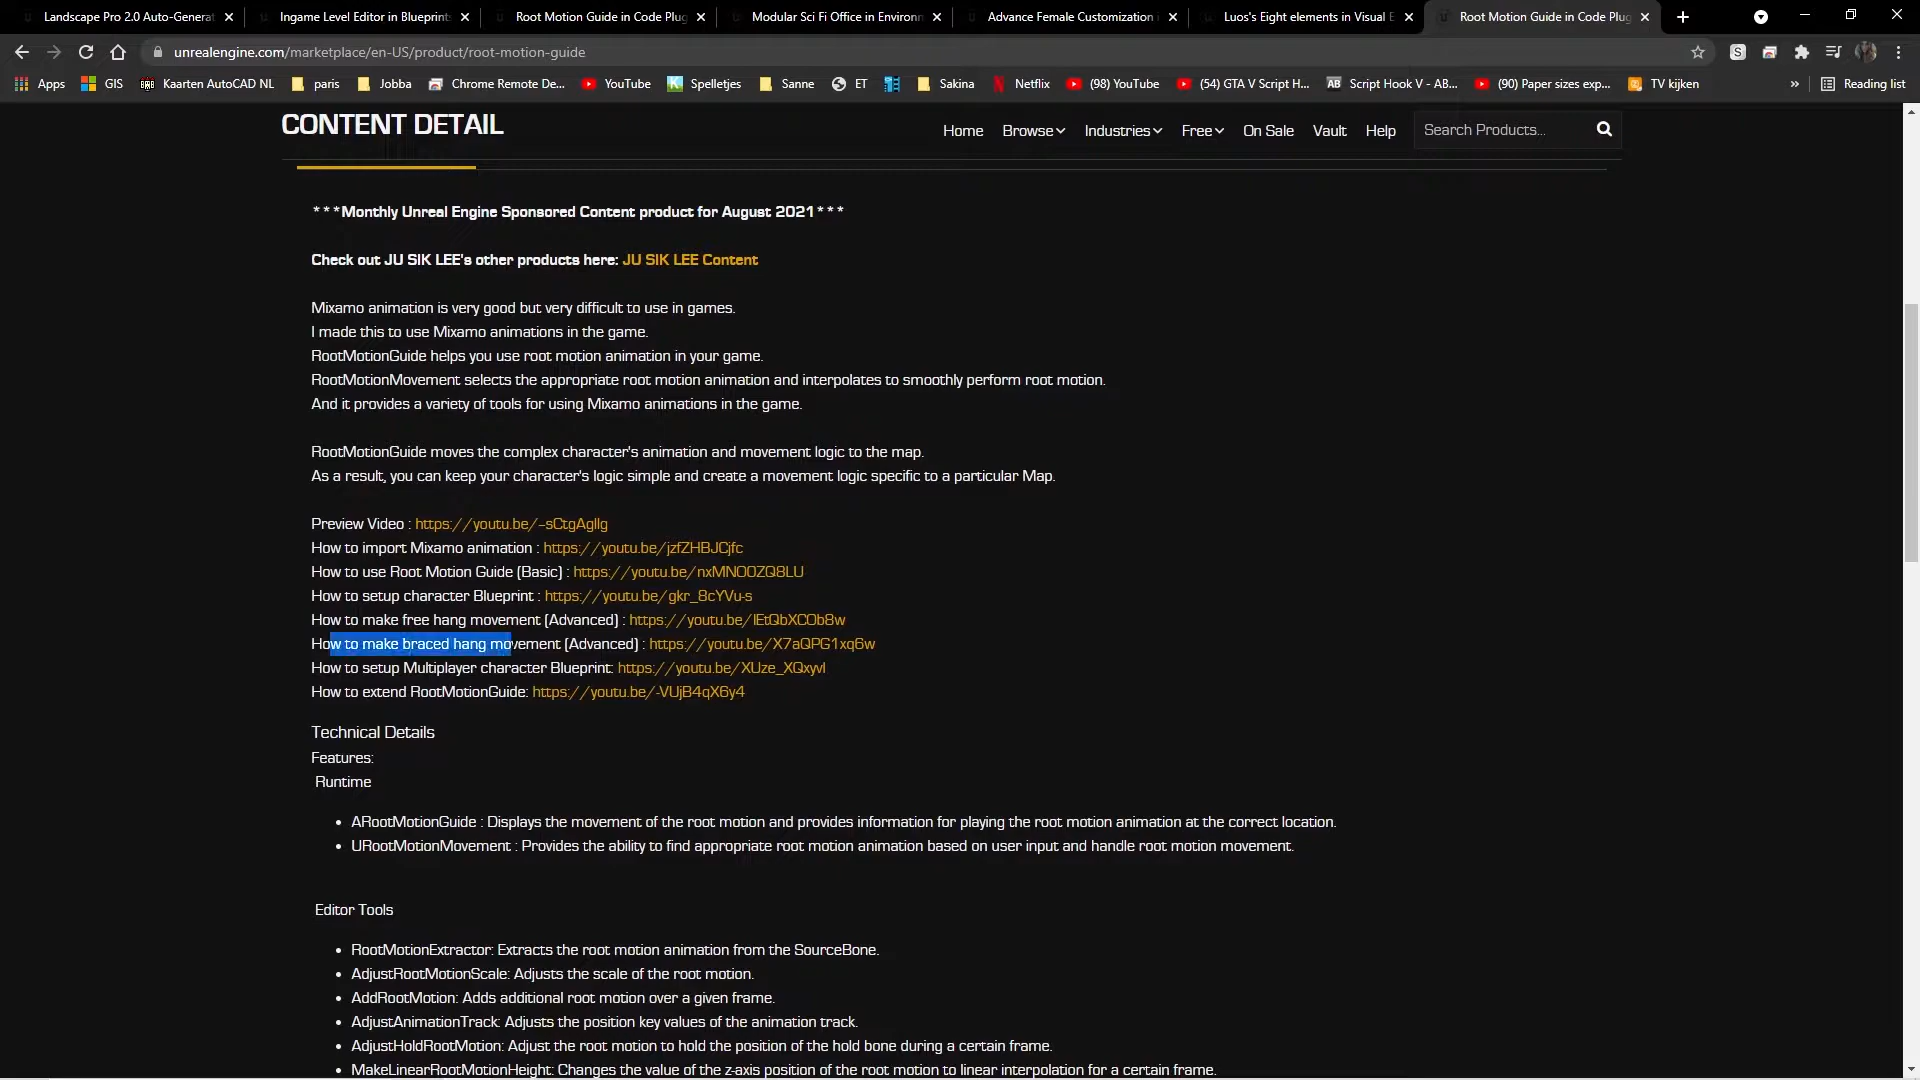 Landscape Pro 2.0 Auto-Genera
Ingame Level Editor in Blueprint
Root Motion Guide in Code Plug
Modular Sci Fi Office in Environ
Advance Female Customization i
Luos's Eight elements in Visual E
Root Motion Guide in Code Plug
unrealengine.com/marketplace/en-US/product/root-motion-guide
Apps
GIS
Kaarten AutoCAD NL
paris
Jobba
Chrome Remote De...
YouTube
Spelletjes
Sanne
ET
Sakina
Netflix
(98) YouTube
(54) GTA V Script H...
AB Script Hook V - AB...
(90) Paper sizes exp...
TV kijken
»
Reading list
CONTENT DETAIL
Home
Browse
Industries
Free
On Sale
Vault
Help
Search Products...
***Monthly Unreal Engine Sponsored Content product for August 2021***
Check out JU SIK LEE's other products here: JU SIK LEE Content
Mixamo animation is very good but very difficult to use in games.
I made this to use Mixamo animations in the game.
RootMotionGuide helps you use root motion animation in your game.
RootMotionMovement selects the appropriate root motion animation and interpolates to smoothly perform root motion.
And it provides a variety of tools for using Mixamo animations in the game.
RootMotionGuide moves the complex character's animation and movement logic to the map.
As a result, you can keep your character's logic simple and create a movement logic specific to a particular Map.
Preview Video :
How to import Mixamo animation : https://youtu.be/jzfZHBJCjfc
How to use Root Motion Guide (Basic) :
How to setup character Blueprint : https://youtu.be/gkr_8cYVu-s
How to make free hang movement (Advanced) :
How to make braced hang movement (Advanced) : https://youtu.be/X7aQPG1xq6w
How to setup Multiplayer character Blueprint:
How to extend RootMotionGuide: https://youtu.be/-VUjB4qX6y4
Technical Details
Features:
Runtime
• ARootMotionGuide : Displays the movement of the root motion and provides information for playing the root motion animation at the correct location.
• URootMotionMovement : Provides the ability to find appropriate root motion animation based on user input and handle root motion movement.
Editor Tools
• RootMotionExtractor: Extracts the root motion animation from the SourceBone.
• AdjustRootMotionScale: Adjusts the scale of the root motion.
• AddRootMotion: Adds additional root motion over a given frame.
• AdjustAnimationTrack: Adjusts the position key values of the animation track.
• AdjustHoldRootMotion: Adjust the root motion to hold the position of the hold bone during a certain frame.
• MakeLinearRootMotionHeight: Changes the value of the z-axis position of the root motion to linear interpolation for a certain frame.